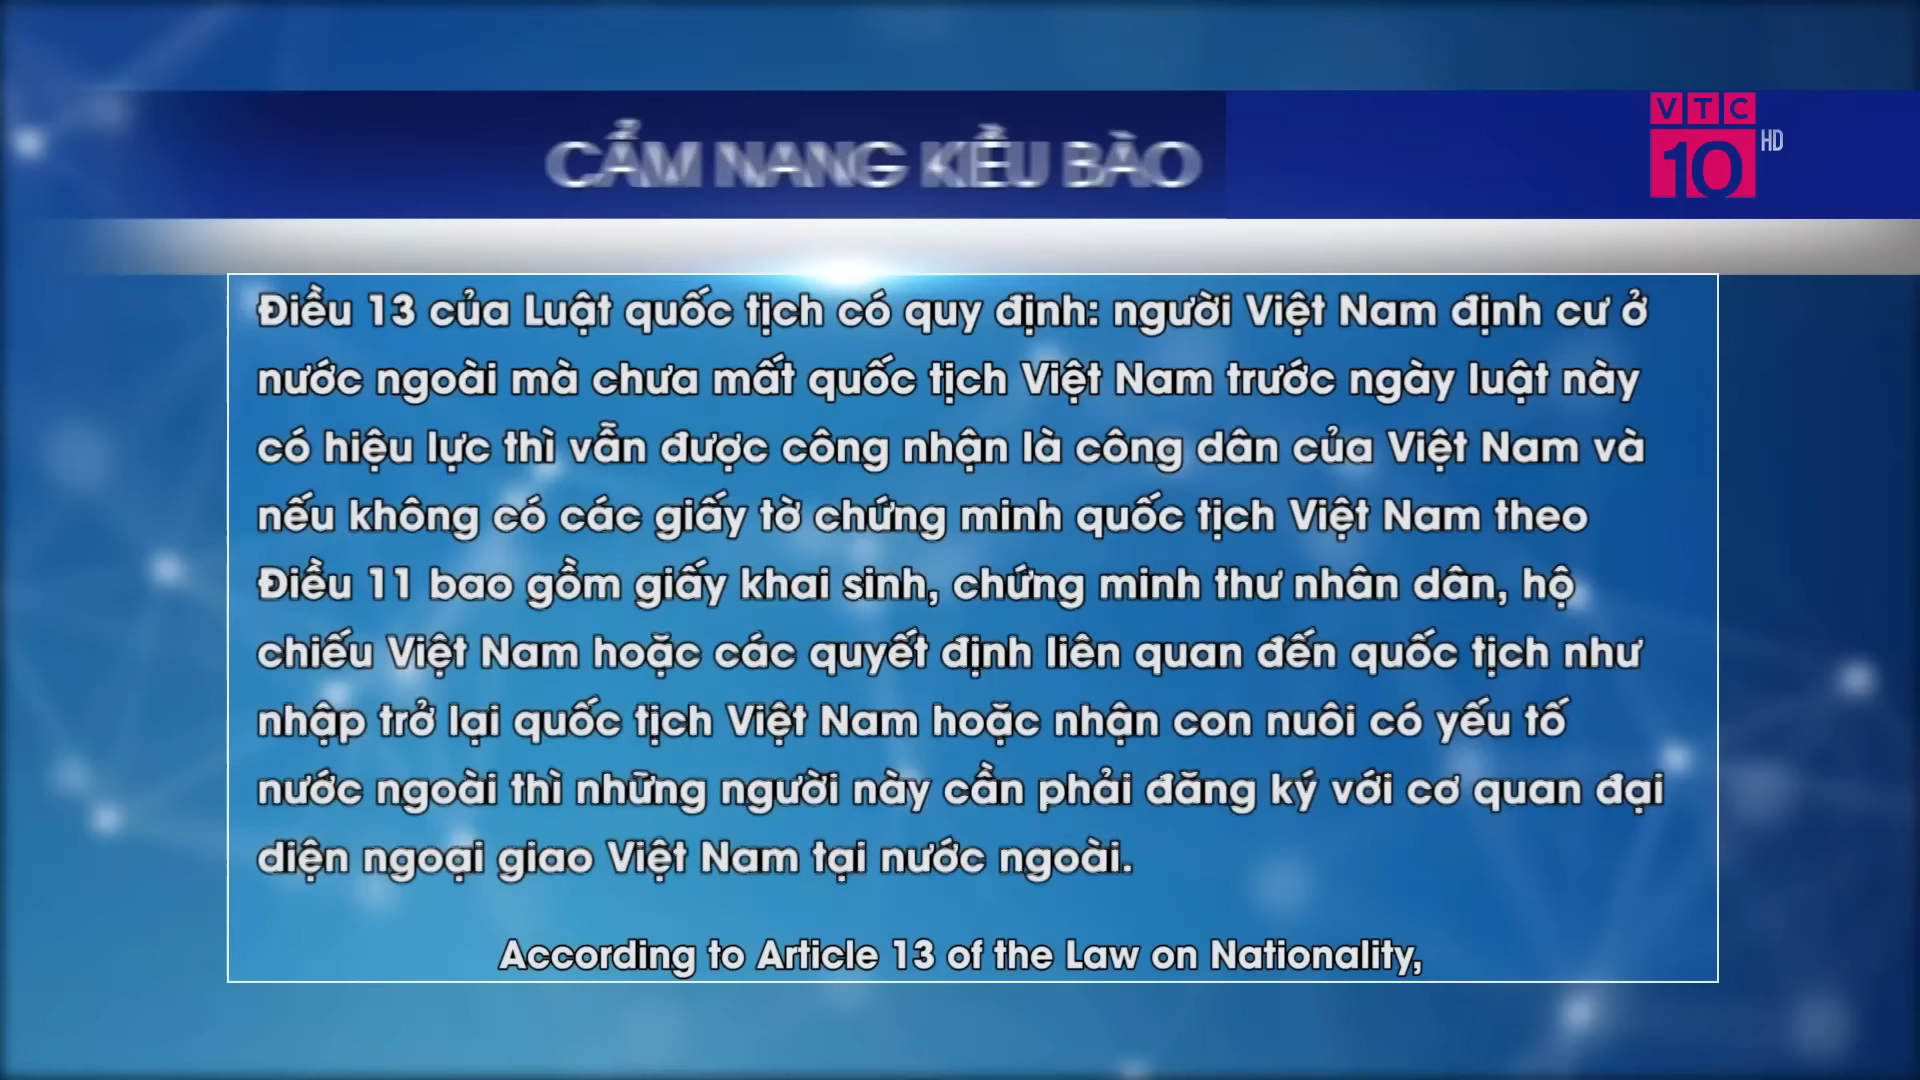 VTC
10 HD
CẨM NANG KIỀU BÀO
Điều 13 của Luật quốc tịch có quy định: người Việt Nam định cư ở
nước ngoài mà chưa mất quốc tịch Việt Nam trước ngày luật này
có hiệu lực thì vẫn được công nhận là công dân của Việt Nam và
nếu không có các giấy tờ chứng minh quốc tịch Việt Nam theo
Điều 11 bao gồm giấy khai sinh, chứng minh thư nhân dân, hộ
chiếu Việt Nam hoặc các quyết định liên quan đến quốc tịch như
nhập trở lại quốc tịch Việt Nam hoặc nhận con nuôi có yếu tố
nước ngoài thì những người này cần phải đăng ký với cơ quan đại
diện ngoại giao Việt Nam tại nước ngoài.
According to Article 13 of the Law on Nationality,